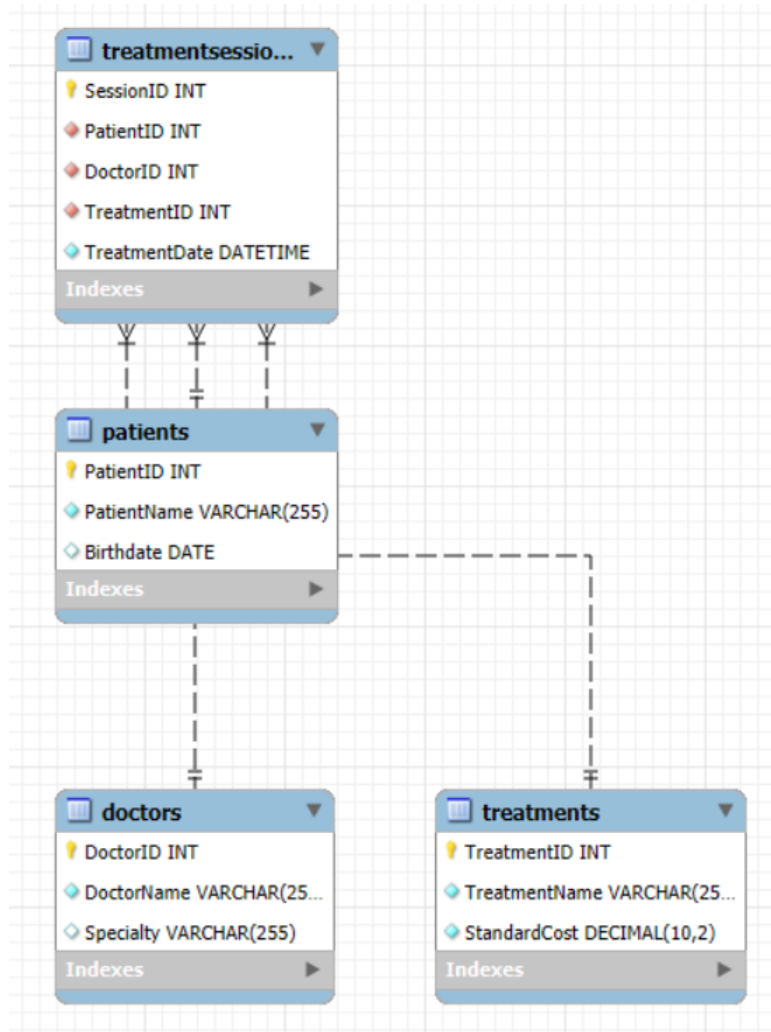 treatmentsessio...
SessionID INT
PatientID INT
DoctorID INT
TreatmentID INT
TreatmentDate DATETIME
Indexes
patients
PatientID INT
PatientName VARCHAR(255)
Birthdate DATE
Indexes
doctors
DoctorID INT
DoctorName VARCHAR(25...
Specialty VARCHAR(255)
Indexes
treatments
TreatmentID INT
TreatmentName VARCHAR(25...
StandardCost DECIMAL(10,2)
Indexes